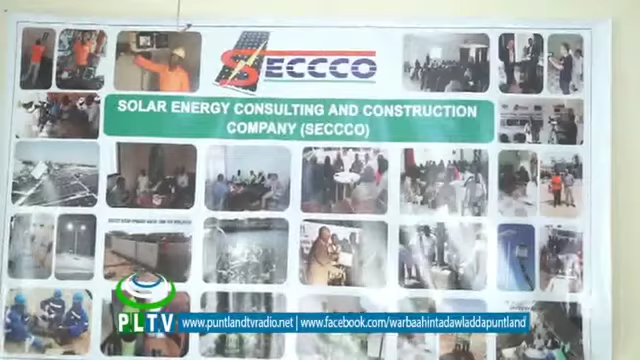 SECCCO
SOLAR ENERGY CONSULTING AND CONSTRUCTION
COMPANY (SECCCO)
PLTV
www.puntlandtvradio.net | www.facebook.com/warbaahintadawladdapuntland